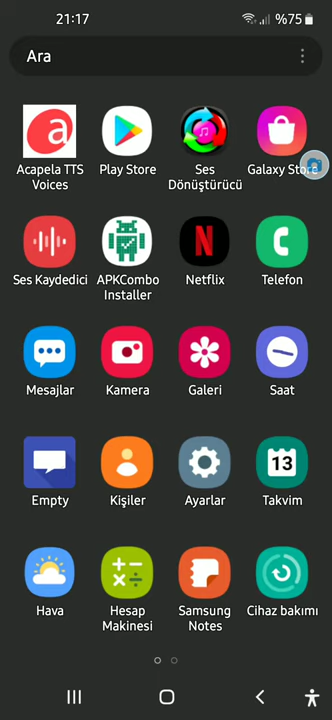 21:17
%75
Ara
Acapela TTS Voices
Play Store
Ses Dönüştürücü
Galaxy Store
Ses Kaydedici
APKCombo Installer
Netflix
Telefon
Mesajlar
Kamera
Galeri
Saat
Empty
Kişiler
Ayarlar
13
Takvim
Hava
Hesap Makinesi
Samsung Notes
Cihaz bakımı